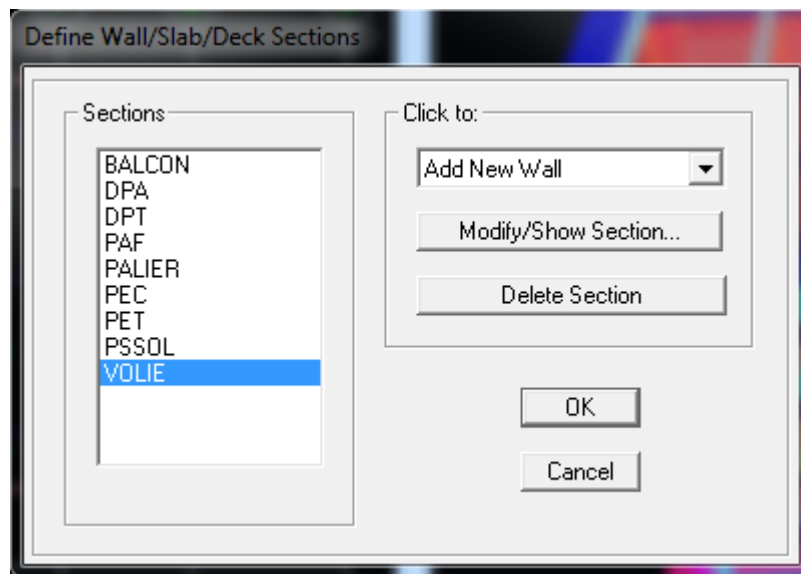 Define Wall/Slab/Deck Sections
Sections
BALCON
DPA
DPT
PAF
PALIER
PEC
PET
PSSOL
VOLIE
Click to:
Add New Wall
Modify/Show Section...
Delete Section
OK
Cancel